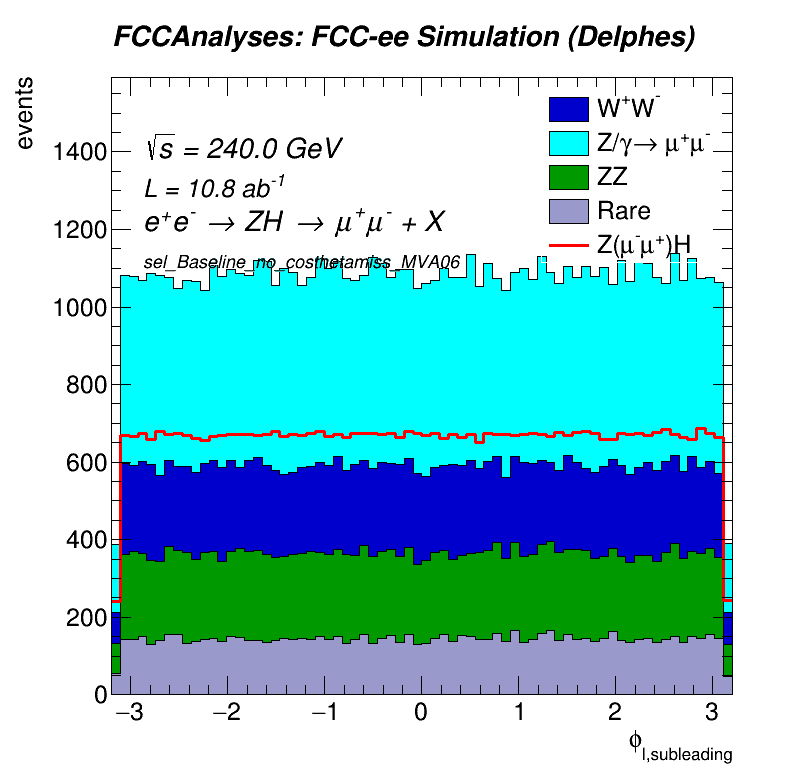 FCCAnalyses: FCC-ee Simulation (Delphes)
events
√s = 240.0 GeV
L = 10.8 ab⁻¹
e⁺e⁻ → ZH → μ⁺μ⁻ + X
sel_Baseline_no_costhetamiss_MVA06
W⁺W⁻
Z/γ→ μ⁺μ⁻
ZZ
Rare
Z(μ⁻μ⁺)H
1400
1200
1000
800
600
400
200
0
−3 −2 −1 0 1 2 3
ϕ_l,subleading